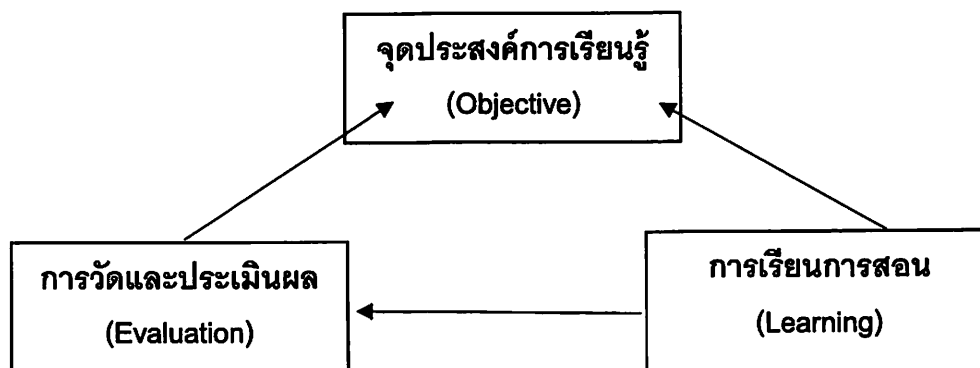 จุดประสงค์การเรียนรู้
(Objective)
การวัดและประเมินผล
(Evaluation)
การเรียนการสอน
(Learning)